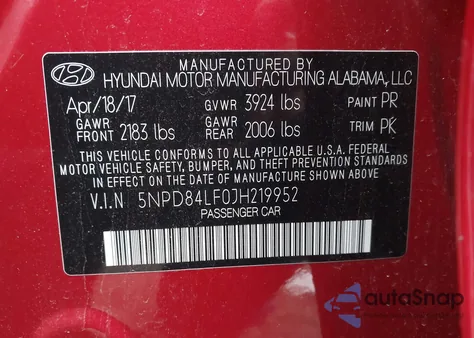 MANUFACTURED BY
HYUNDAI MOTOR MANUFACTURING ALABAMA, LLC
Apr/18/17 GVWR 3924 lbs PAINT PR
GAWR FRONT 2183 lbs GAWR REAR 2006 lbs TRIM PK
THIS VEHICLE CONFORMS TO ALL APPLICABLE U.S.A. FEDERAL
MOTOR VEHICLE SAFETY, BUMPER, AND THEFT PREVENTION STANDARDS
IN EFFECT ON THE DATE OF MANUFACTURE SHOWN ABOVE.
V.I.N 5NPD84LF0JH219952
PASSENGER CAR
autoSnap